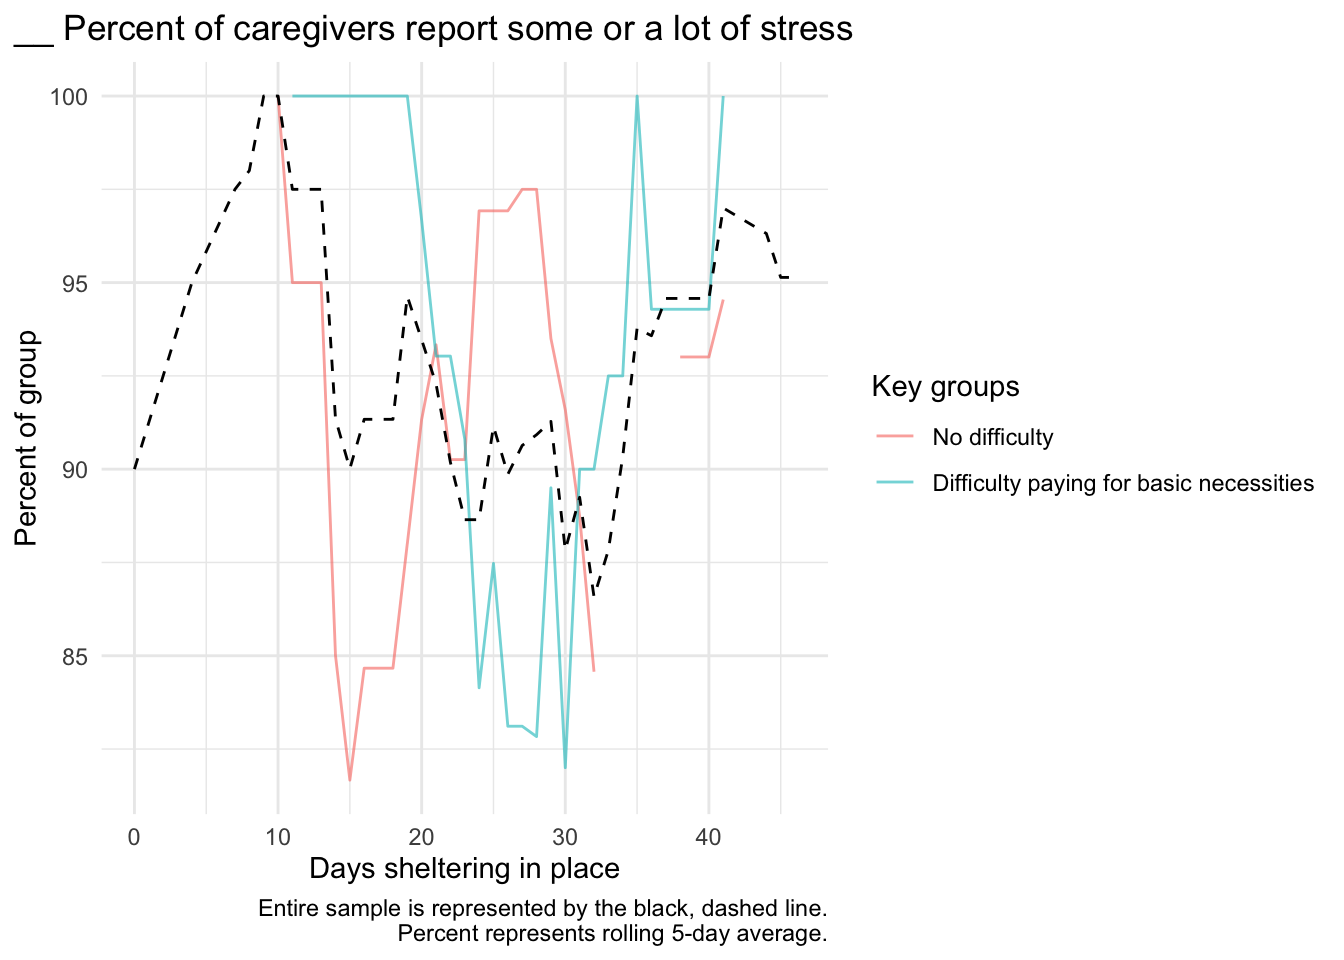 __ Percent of caregivers report some or a lot of stress
100
95
90
85
Percent of group
0 10 20 30 40
Days sheltering in place
Key groups
No difficulty
Difficulty paying for basic necessities
Entire sample is represented by the black, dashed line.
Percent represents rolling 5-day average.